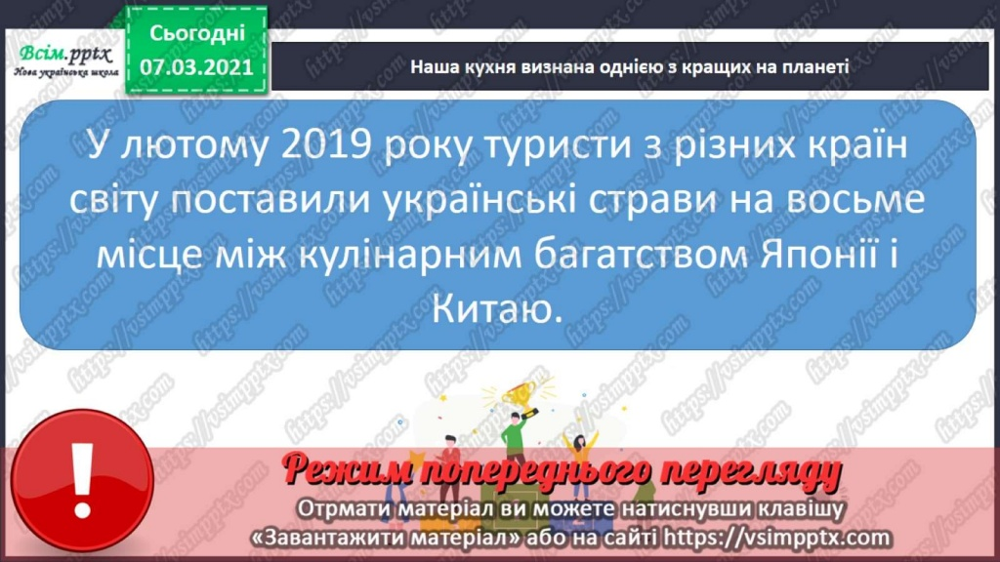 Всім.pptx
Нова українська школа
Сьогодні
07.03.2021
Наша кухня визнана однією з кращих на планеті
У лютому 2019 року туристи з різних країн
світу поставили українські страви на восьме
місце між кулінарним багатством Японії і
Китаю.
Режим попереднього перегляду
Отрмати матеріал ви можете натиснувши клавішу
«Завантажити матеріал» або на сайті https://vsimpptx.com